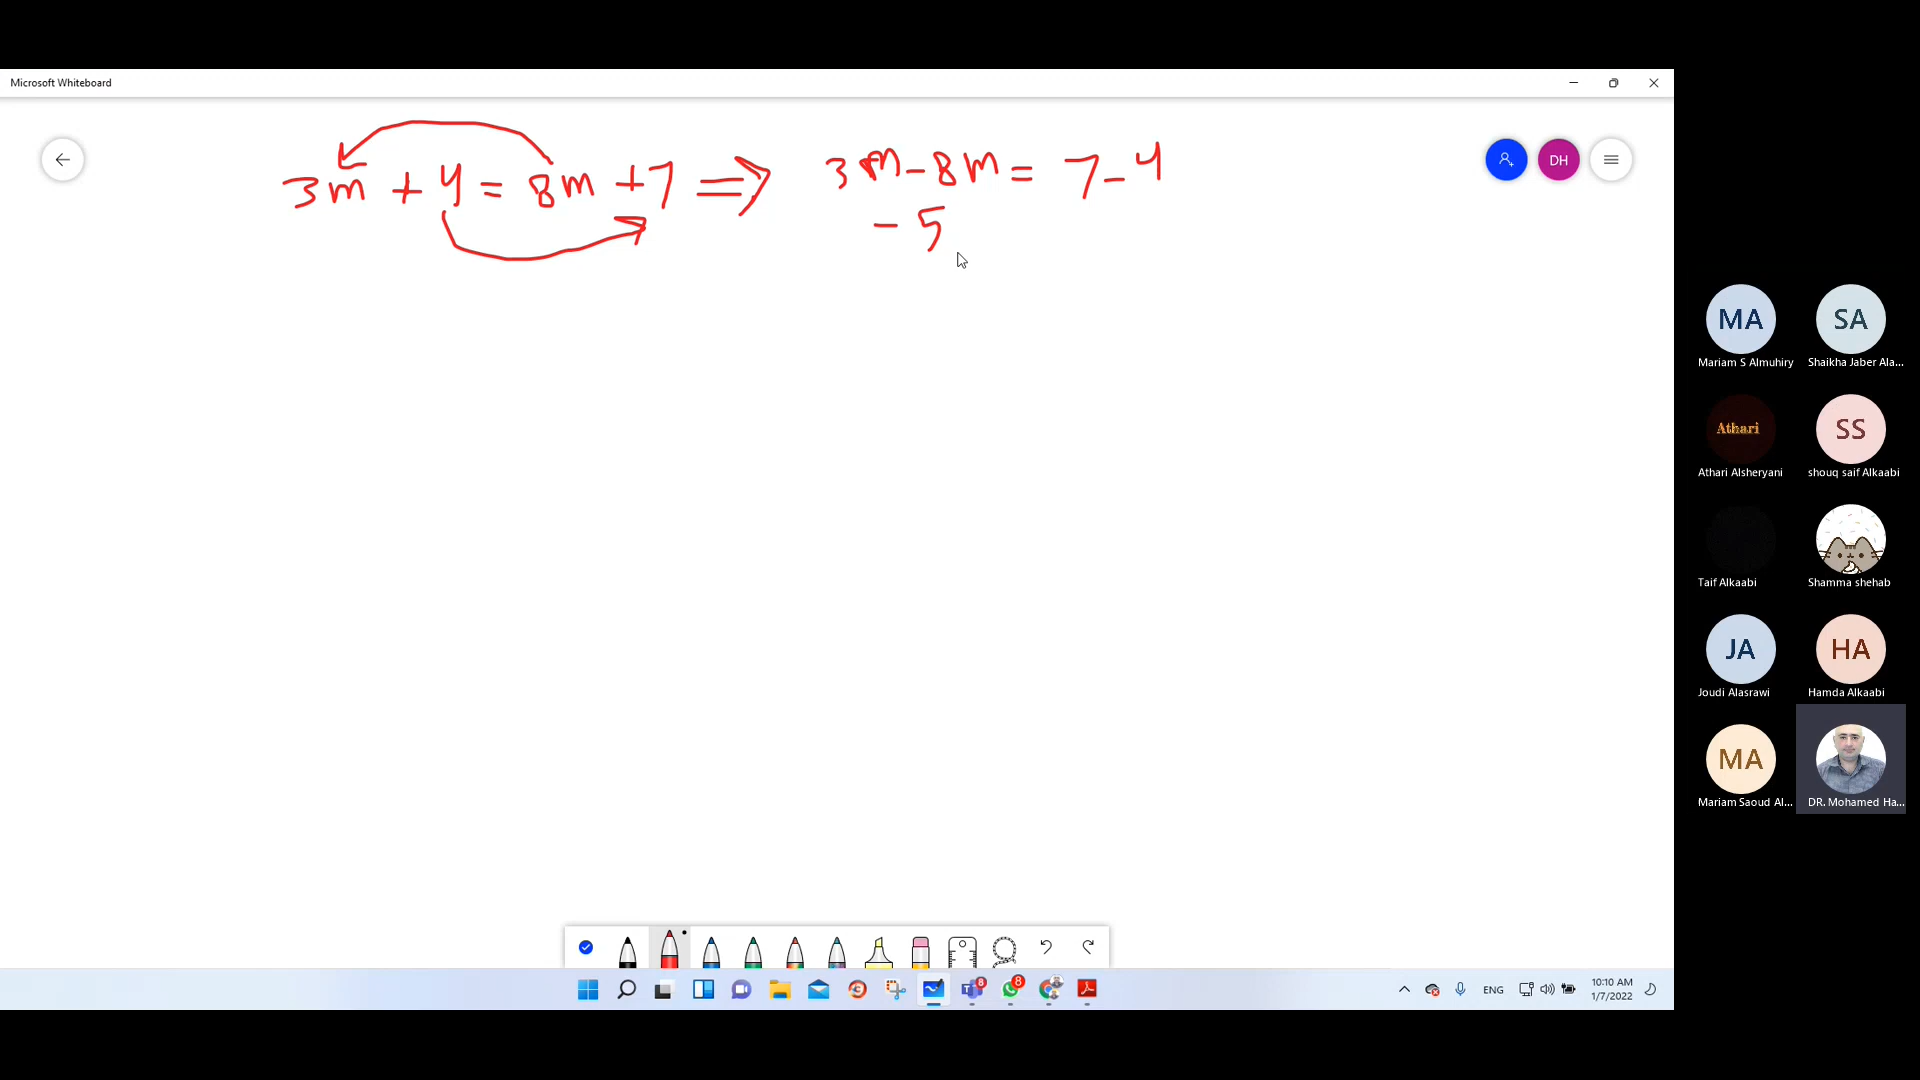 Microsoft Whiteboard
3m + 4 = 8m + 7 ⇒ 3m - 8m = 7 - 4
- 5
DH
MA
Mariam S Almuhiry
SA
Shaikha Jaber Ala...
Athari
Athari Alsheryani
SS
shouq saif Alkaabi
Taif Alkaabi
Shamma shehab
JA
Joudi Alasrawi
HA
Hamda Alkaabi
MA
Mariam Saoud Al...
DR. Mohamed Ha...
8
8
ENG
10:10 AM
1/7/2022